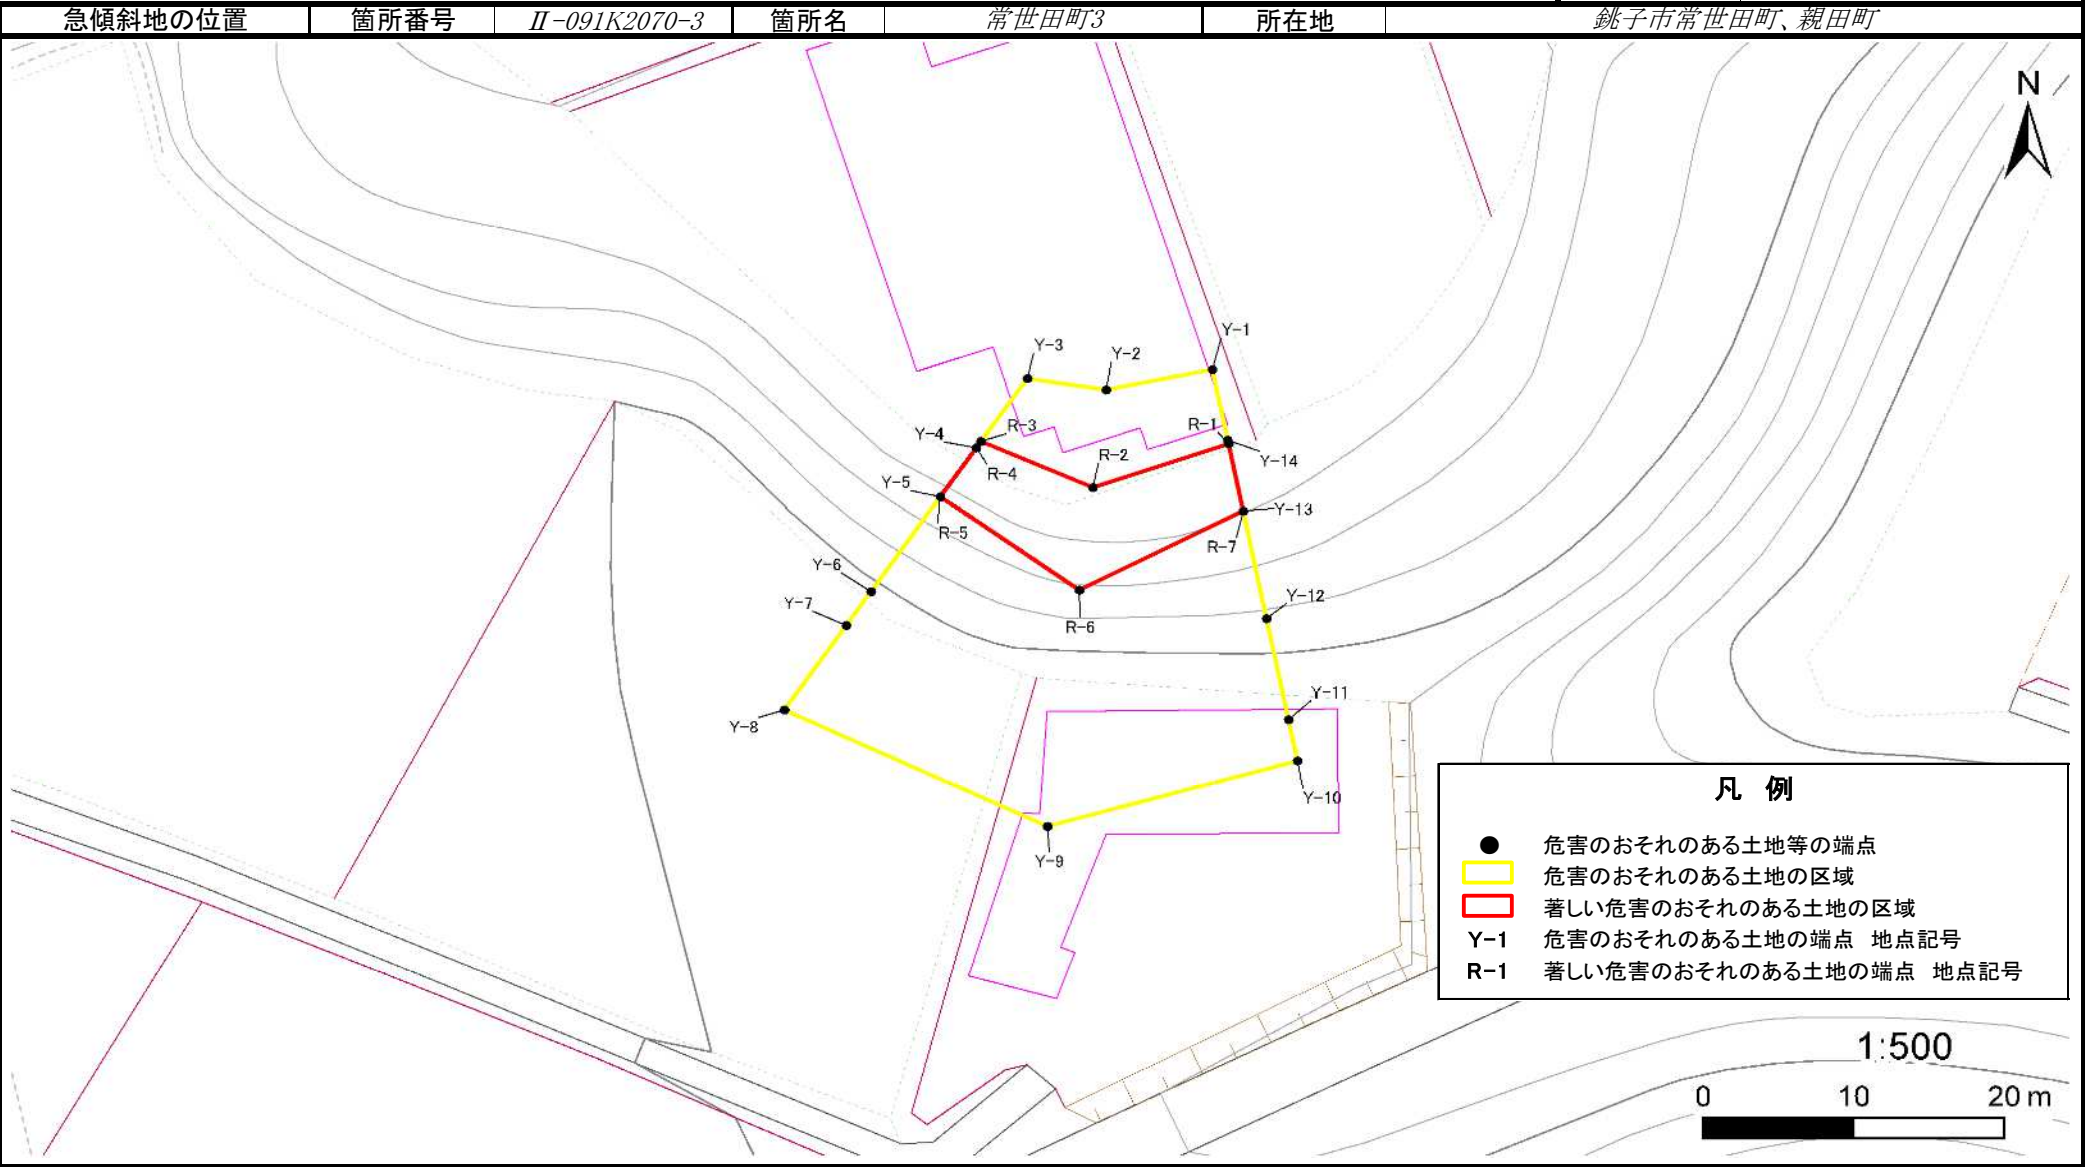 急傾斜地の位置 箇所番号 Ⅱ-091K2070-3 箇所名 常世田町3 所在地 銚子市常世田町、親田町
N
Y-1
Y-3
Y-2
R-3
R-1
Y-4
R-2
Y-14
R-4
Y-5
Y-13
R-5
R-7
Y-6
Y-12
Y-7
R-6
Y-11
Y-8
Y-10
Y-9
凡 例
危害のおそれのある土地等の端点
危害のおそれのある土地の区域
著しい危害のおそれのある土地の区域
Y-1 危害のおそれのある土地の端点 地点記号
R-1 著しい危害のおそれのある土地の端点 地点記号
1:500
0 10 20 m